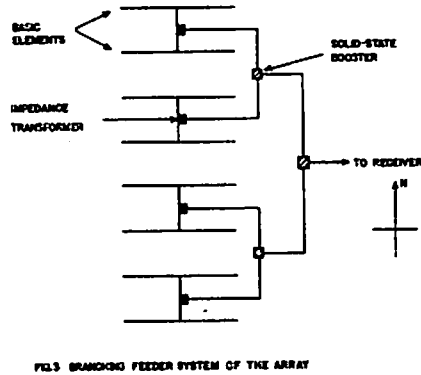 BASIC
ELEMENTS
SOLID-STATE
BOOSTER
IMPEDANCE
TRANSFORMER
TO RECEIVER
N
FIG.3 BRANCHING FEEDER SYSTEM OF THE ARRAY